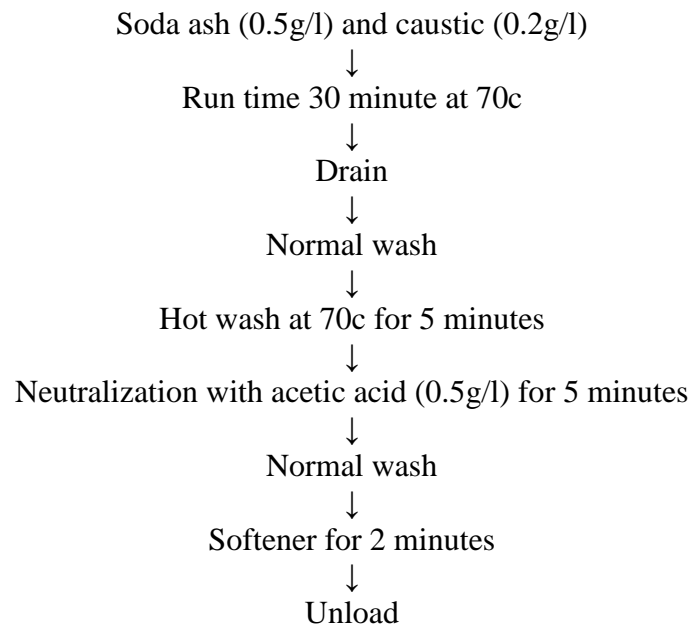 Soda ash (0.5g/l) and caustic (0.2g/l)
↓
Run time 30 minute at 70c
↓
Drain
↓
Normal wash
↓
Hot wash at 70c for 5 minutes
↓
Neutralization with acetic acid (0.5g/l) for 5 minutes
↓
Normal wash
↓
Softener for 2 minutes
↓
Unload